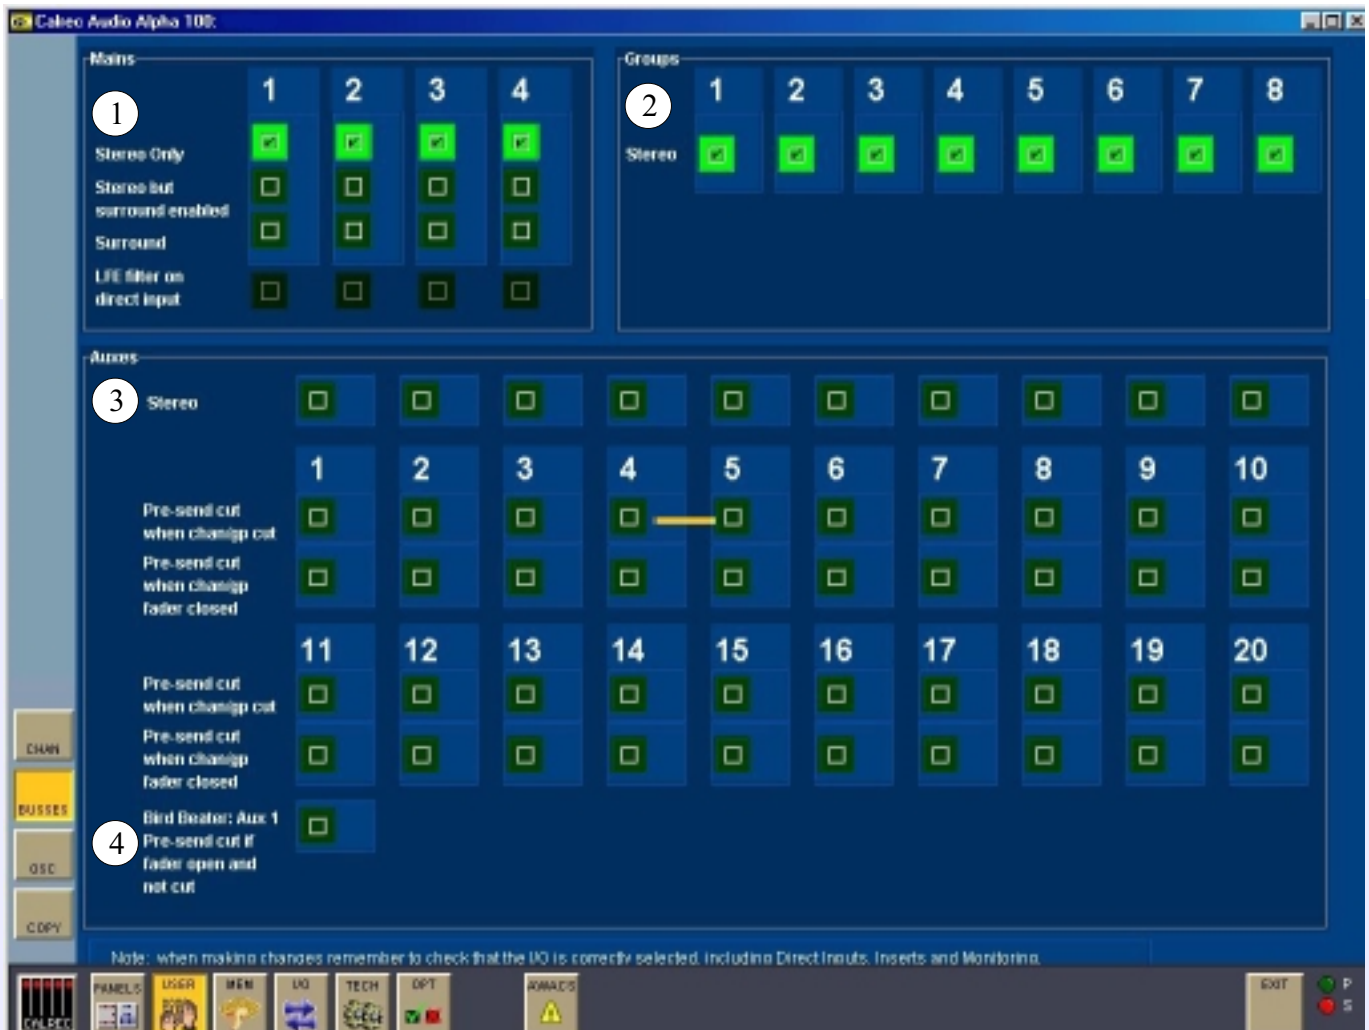 Calrec Audio Alpha 100:
Mains
1 2 3 4
1
Stereo Only
Stereo but
surround enabled
Surround
LFE filter on
direct input
Groups
1 2 3 4 5 6 7 8
2
Stereo
Auxes
3
Stereo
1 2 3 4 5 6 7 8 9 10
Pre-send cut
when chan/gp cut
Pre-send cut
when chan/gp
fader closed
11 12 13 14 15 16 17 18 19 20
Pre-send cut
when chan/gp cut
Pre-send cut
when chan/gp
fader closed
4
Bird Beater: Aux 1
Pre-send cut if
fader open and
not cut
CHAN
BUSSES
OSC
COPY
Note: when making changes remember to check that the I/O is correctly selected, including Direct Inputs, Inserts and Monitoring.
CALREC
PANELS
USER
MEM
I/O
TECH
OPT
AWACS
EXIT
P
S